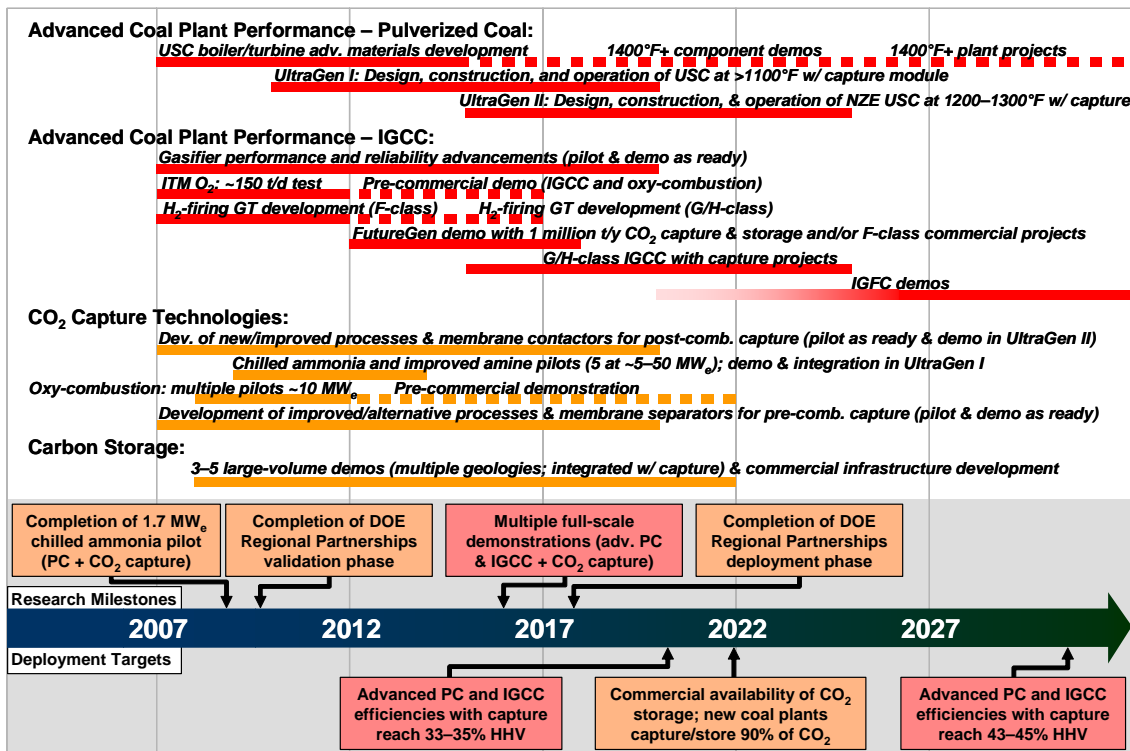 Advanced Coal Plant Performance – Pulverized Coal:
USC boiler/turbine adv. materials development 1400°F+ component demos 1400°F+ plant projects
UltraGen I: Design, construction, and operation of USC at >1100°F w/ capture module
UltraGen II: Design, construction, & operation of NZE USC at 1200–1300°F w/ capture
Advanced Coal Plant Performance – IGCC:
Gasifier performance and reliability advancements (pilot & demo as ready)
ITM O₂: ~150 t/d test Pre-commercial demo (IGCC and oxy-combustion)
H₂-firing GT development (F-class) H₂-firing GT development (G/H-class)
FutureGen demo with 1 million t/y CO₂ capture & storage and/or F-class commercial projects
G/H-class IGCC with capture projects
IGFC demos
CO₂ Capture Technologies:
Dev. of new/improved processes & membrane contactors for post-comb. capture (pilot as ready & demo in UltraGen II)
Chilled ammonia and improved amine pilots (5 at ~5–50 MWₑ); demo & integration in UltraGen I
Oxy-combustion: multiple pilots ~10 MWₑ Pre-commercial demonstration
Development of improved/alternative processes & membrane separators for pre-comb. capture (pilot & demo as ready)
Carbon Storage:
3–5 large-volume demos (multiple geologies; integrated w/ capture) & commercial infrastructure development
Completion of 1.7 MWₑ
chilled ammonia pilot
(PC + CO₂ capture)
Completion of DOE
Regional Partnerships
validation phase
Multiple full-scale
demonstrations (adv. PC
& IGCC + CO₂ capture)
Completion of DOE
Regional Partnerships
deployment phase
Research Milestones
2007 2012 2017 2022 2027
Deployment Targets
Advanced PC and IGCC
efficiencies with capture
reach 33–35% HHV
Commercial availability of CO₂
storage; new coal plants
capture/store 90% of CO₂
Advanced PC and IGCC
efficiencies with capture
reach 43–45% HHV